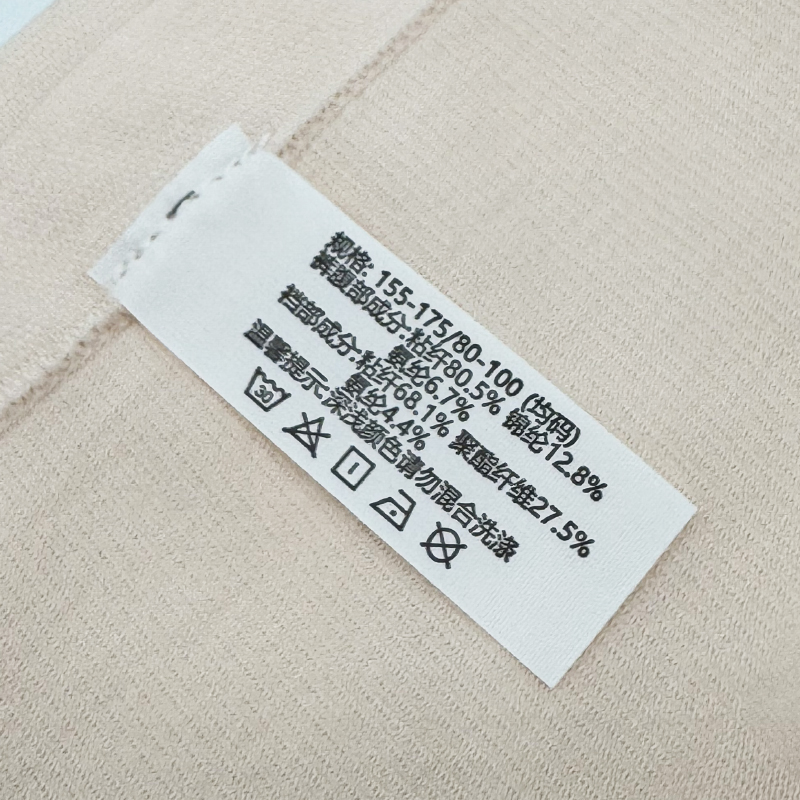 规格: 155-175/80-100 (均码)
裤腹部成分:粘纤80.5% 锦纶12.8%
氨纶6.7%
裆部成分:粘纤68.1% 聚酯纤维27.5%
氨纶4.4%
温馨提示:深浅颜色请勿混合洗涤
30